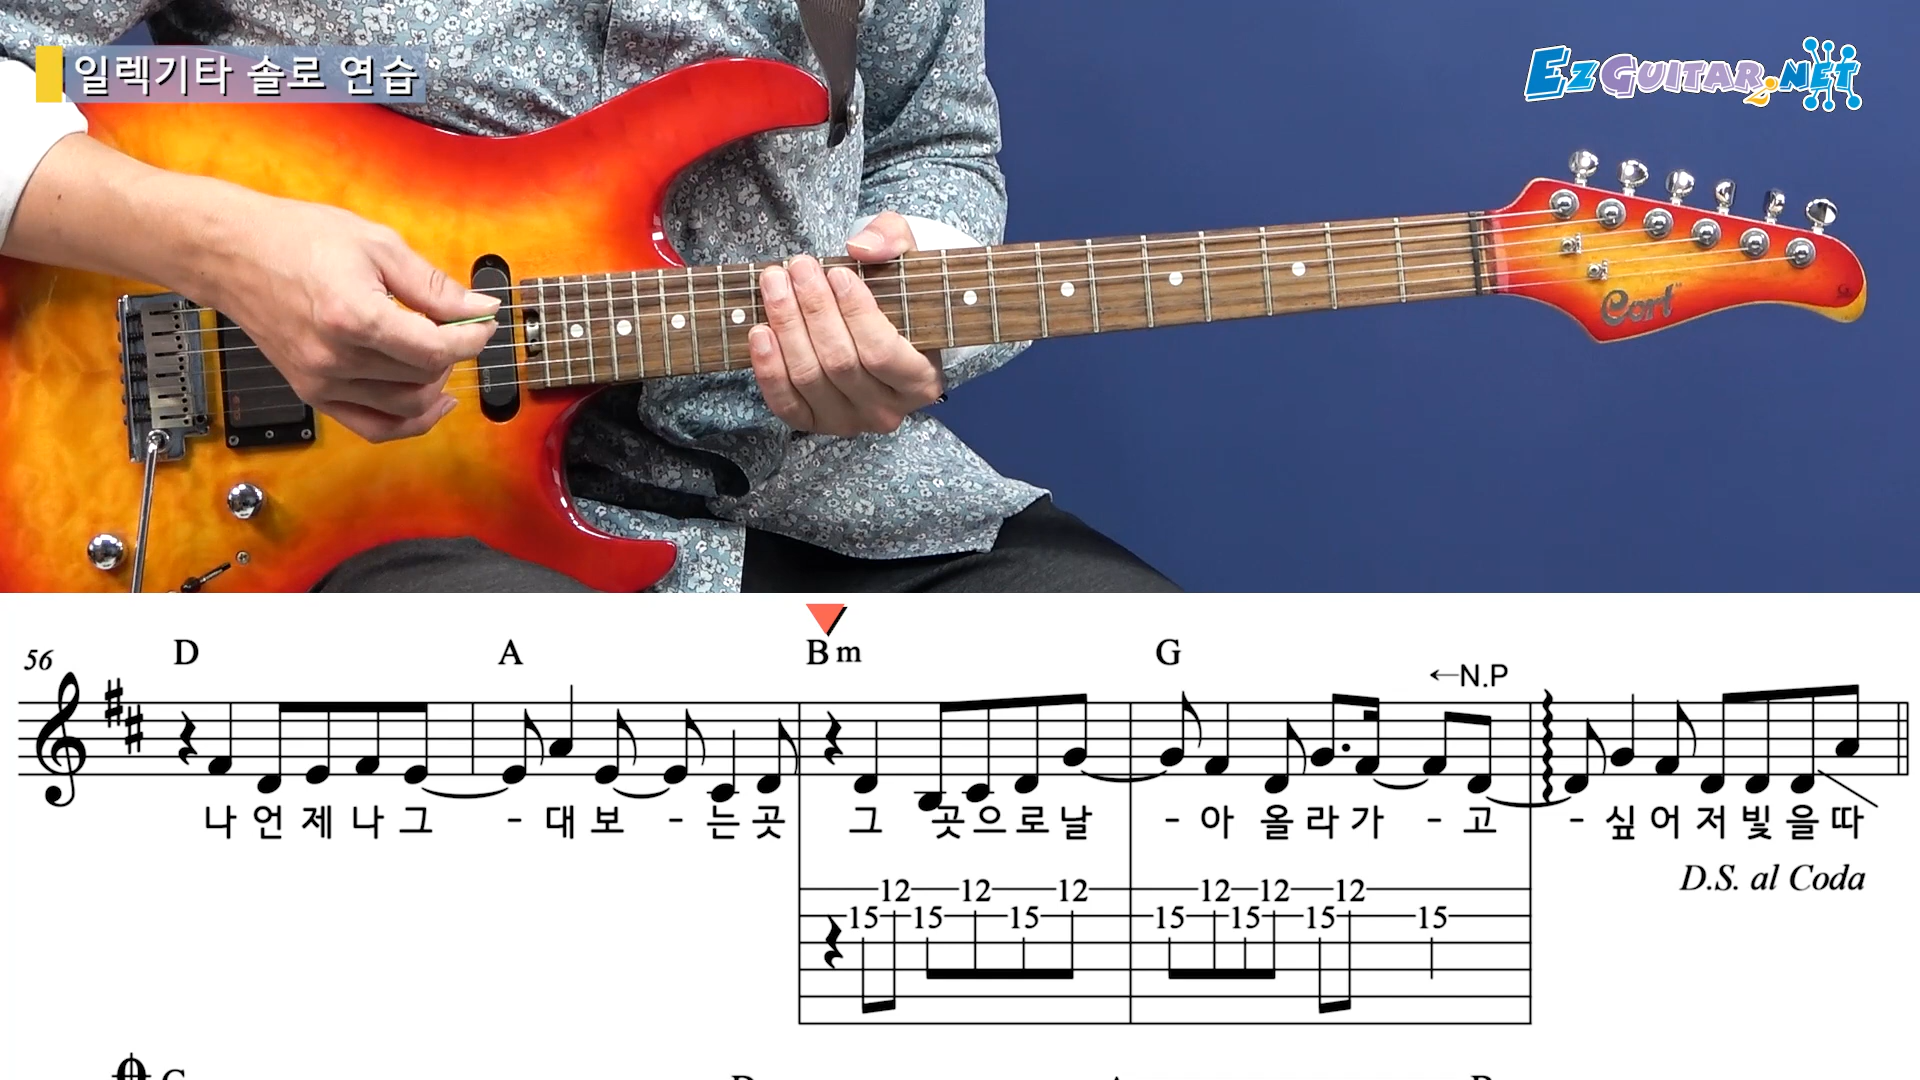 일렉기타 솔로 연습
EzGUITAR2.NET
Cort
56 D A Bm G ←N.P
나 언 제 나 그 - 대 보 - 는 곳 그 곳 으 로 날 - 아 올 라 가 - 고 - 싶 어 저 빛 을 따
D.S. al Coda
12 12 12 12 12 12
15 15 15 15 15 15 15